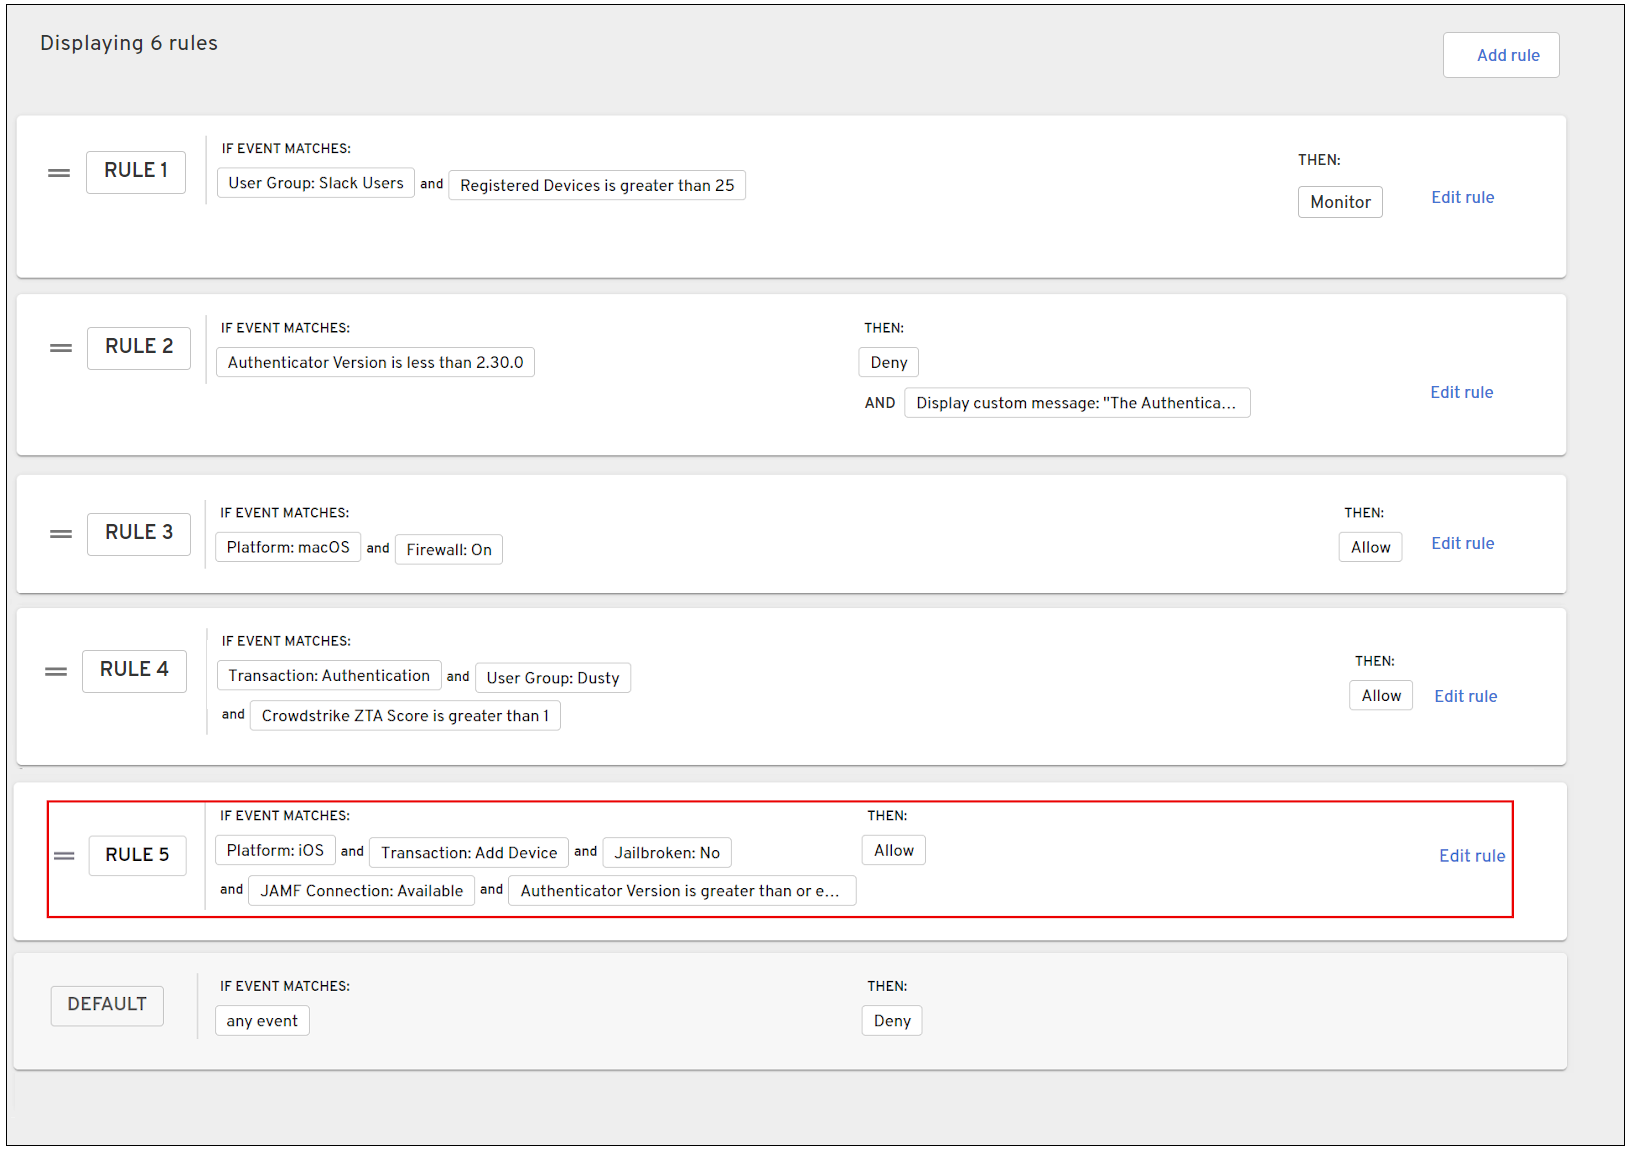 Displaying 6 rules
Add rule
RULE 1
IF EVENT MATCHES:
User Group: Slack Users and Registered Devices is greater than 25
THEN:
Monitor
Edit rule
RULE 2
IF EVENT MATCHES:
Authenticator Version is less than 2.30.0
THEN:
Deny
AND Display custom message: "The Authentica...
Edit rule
RULE 3
IF EVENT MATCHES:
Platform: macOS and Firewall: On
THEN:
Allow
Edit rule
RULE 4
IF EVENT MATCHES:
Transaction: Authentication and User Group: Dusty
and Crowdstrike ZTA Score is greater than 1
THEN:
Allow
Edit rule
RULE 5
IF EVENT MATCHES:
Platform: iOS and Transaction: Add Device and Jailbroken: No
and JAMF Connection: Available and Authenticator Version is greater than or e...
THEN:
Allow
Edit rule
DEFAULT
IF EVENT MATCHES:
any event
THEN:
Deny